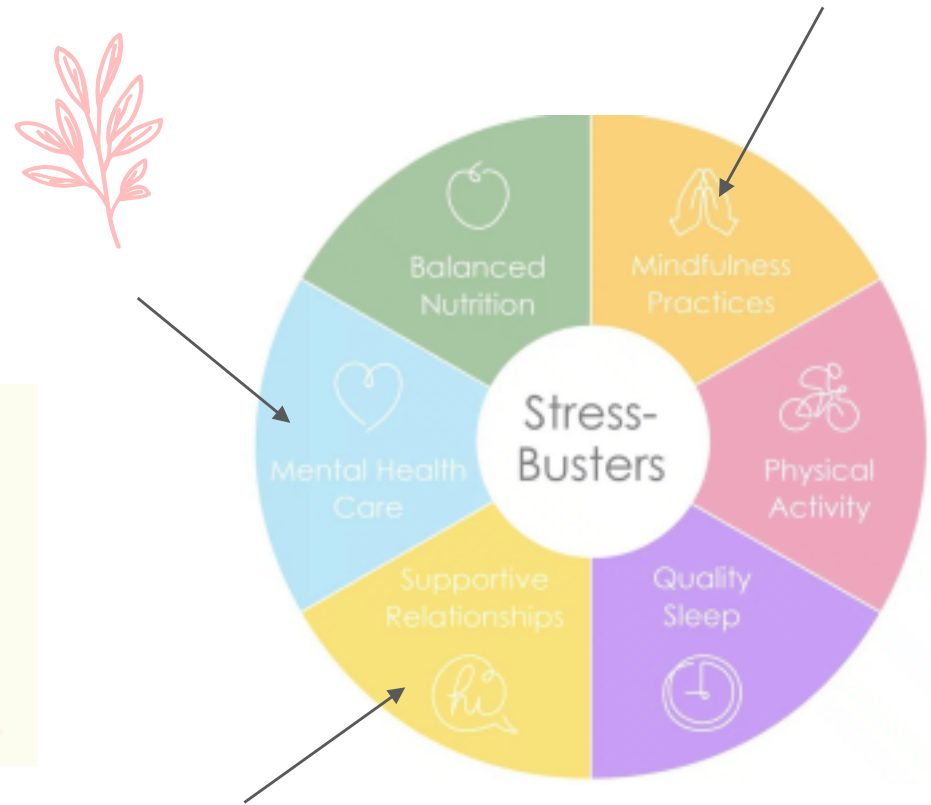 Balanced
Nutrition
Mindfulness
Practices
Stress-
Busters
Mental Health
Care
Physical
Activity
Supportive
Relationships
Quality
Sleep
hi